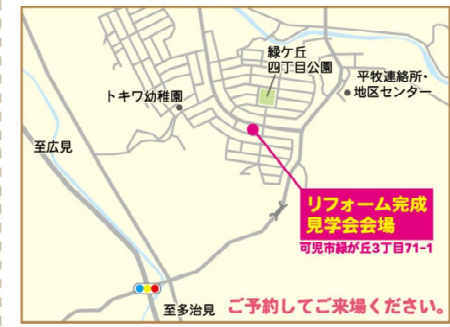 緑ケ丘
四丁目公園
平牧連絡所・
地区センター
トキワ幼稚園
至広見
リフォーム完成
見学会会場
可児市緑が丘3丁目71-1
至多治見
ご予約してご来場ください。